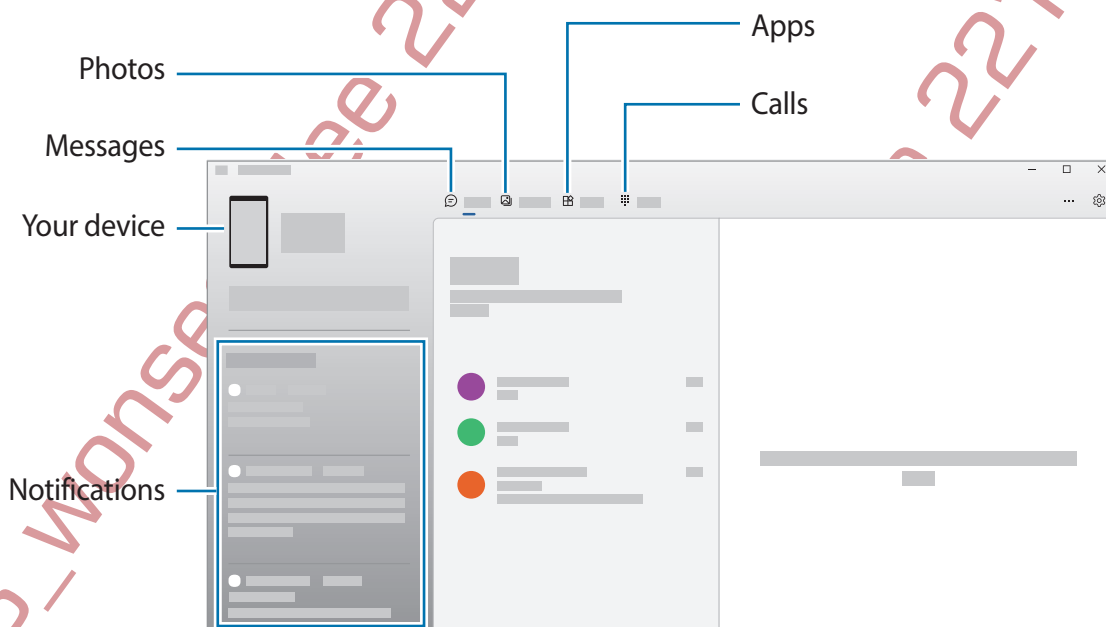 Apps
Photos
Calls
Messages
Your device
Notifications